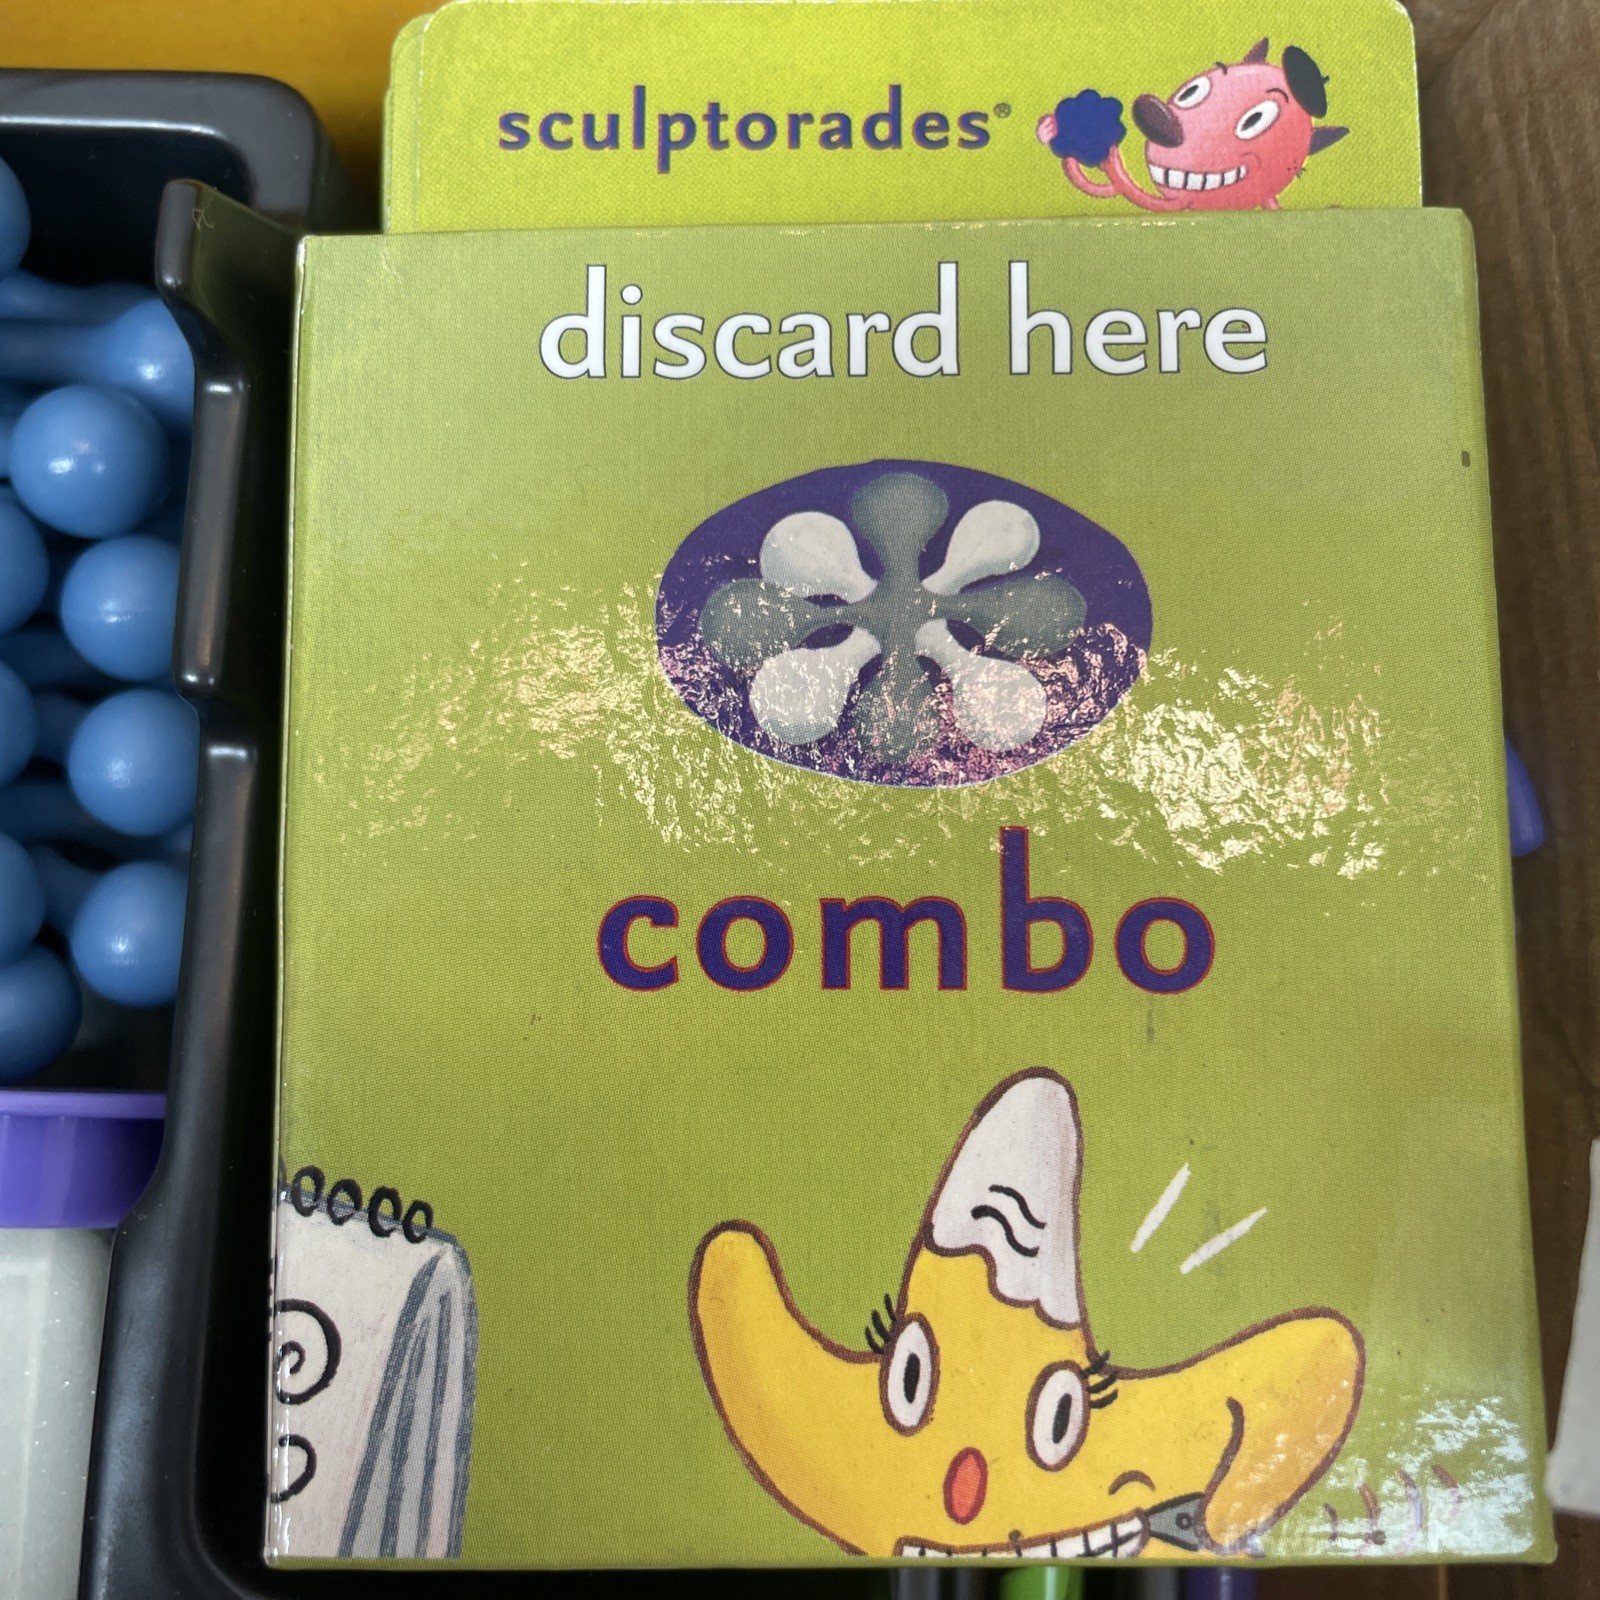 sculptorades®
discard here
combo